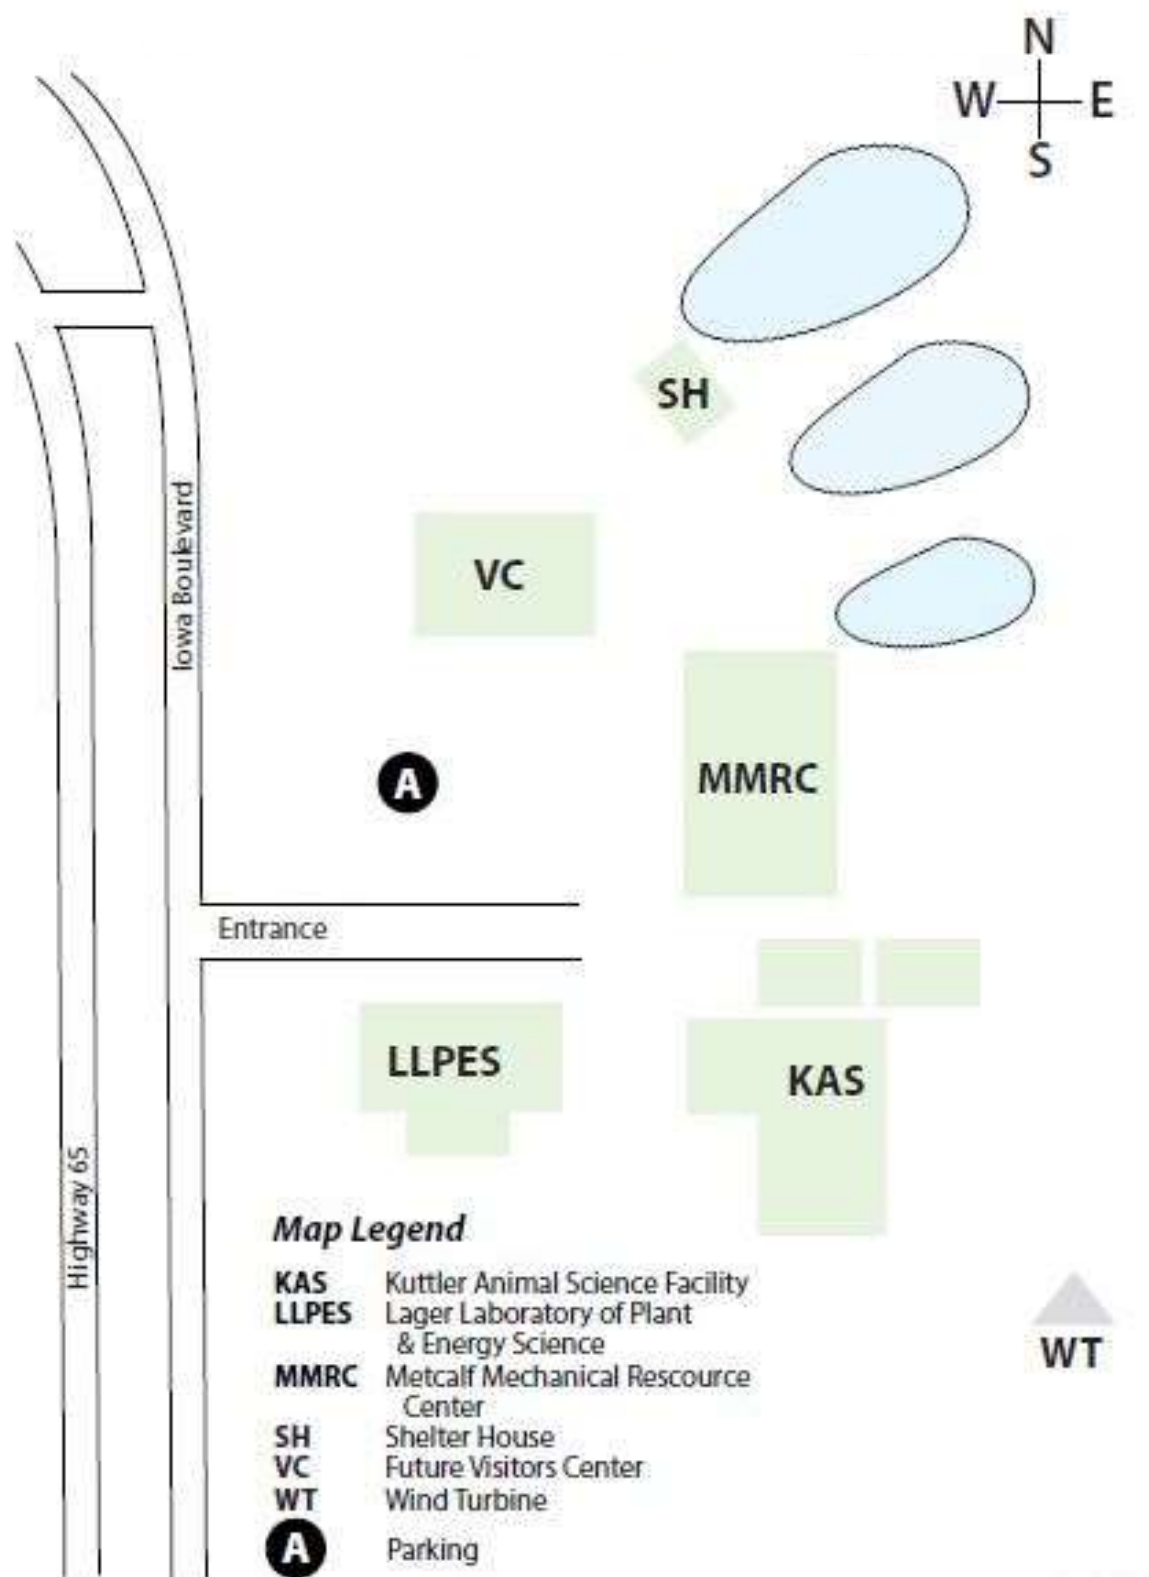 N
W E
S
SH
Iowa Boulevard
VC
MMRC
A
Entrance
LLPES
KAS
Highway 65
Map Legend
KAS Kuttler Animal Science Facility
LLPES Lager Laboratory of Plant
& Energy Science
MMRC Metcalf Mechanical Rescource
Center
SH Shelter House
VC Future Visitors Center
WT Wind Turbine
A Parking
WT